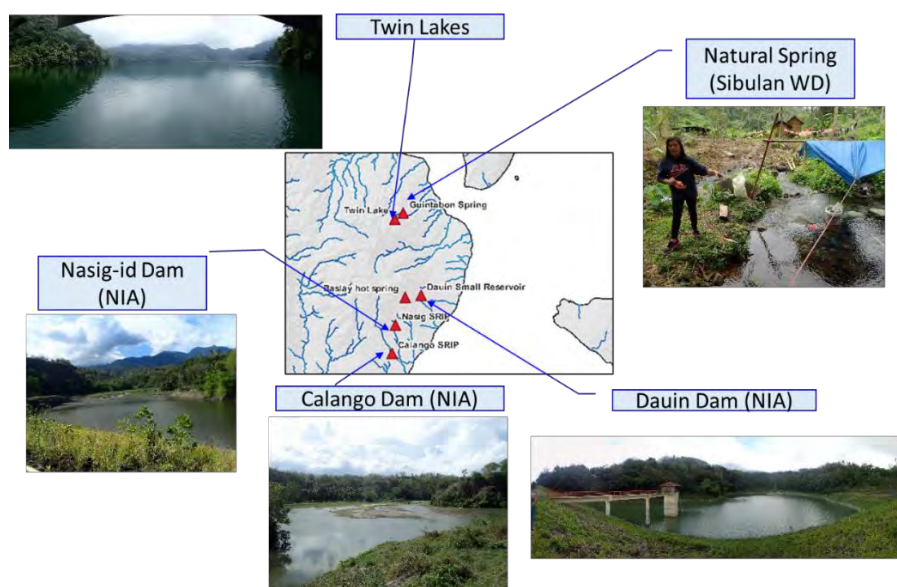 Twin Lakes
Natural Spring
(Sibulan WD)
Twin Lake
Guintabon Spring
Nasig-id Dam
(NIA)
Baslay hot spring
Dauin Small Reservoir
Nasig SRIP
Calango SRIP
Calango Dam (NIA)
Dauin Dam (NIA)